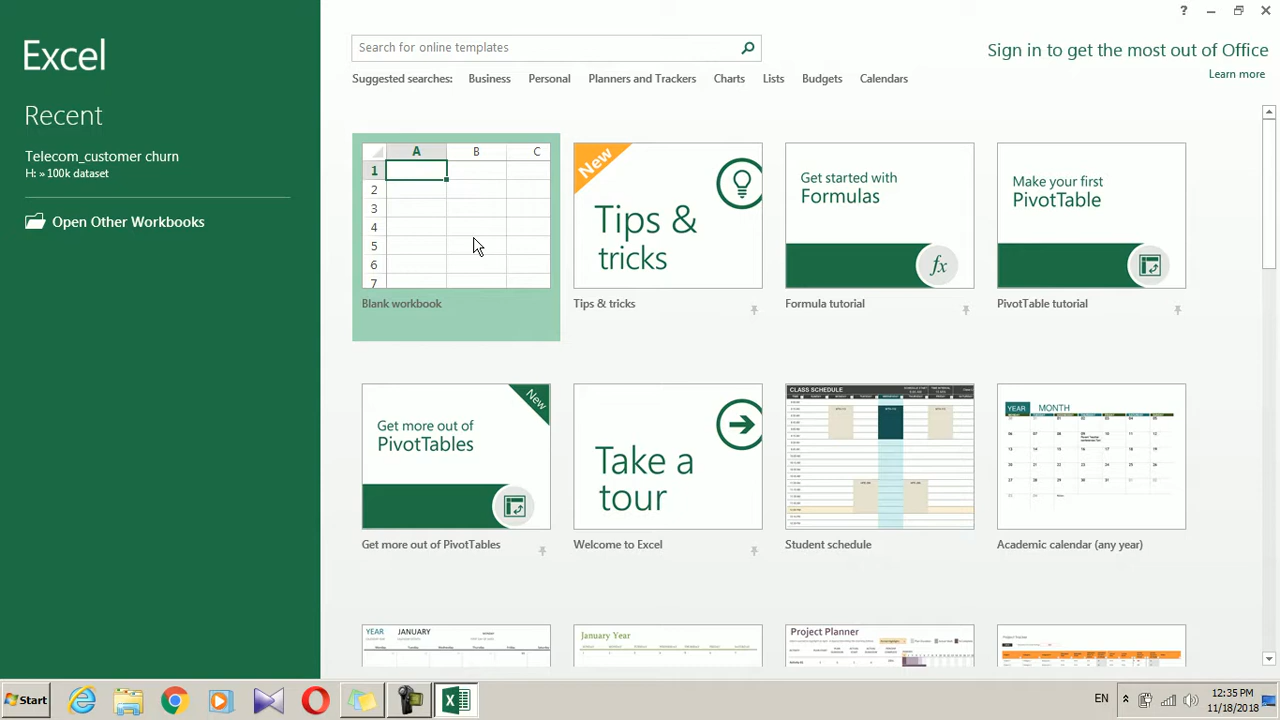 Excel
Recent
Telecom_customer churn
H: » 100k dataset
Open Other Workbooks
?
Search for online templates
Sign in to get the most out of Office
Suggested searches: Business Personal Planners and Trackers Charts Lists Budgets Calendars
Learn more
A B C
1
2
3
4
5
6
7
Blank workbook
New
Tips &
tricks
Tips & tricks
Get started with
Formulas
fx
Formula tutorial
Make your first
PivotTable
PivotTable tutorial
New
Get more out of
PivotTables
Get more out of PivotTables
Take a
tour
Welcome to Excel
CLASS SCHEDULE
Student schedule
YEAR MONTH
Academic calendar (any year)
YEAR JANUARY
January Year
Project Planner
Start
EN
12:35 PM
11/18/2018